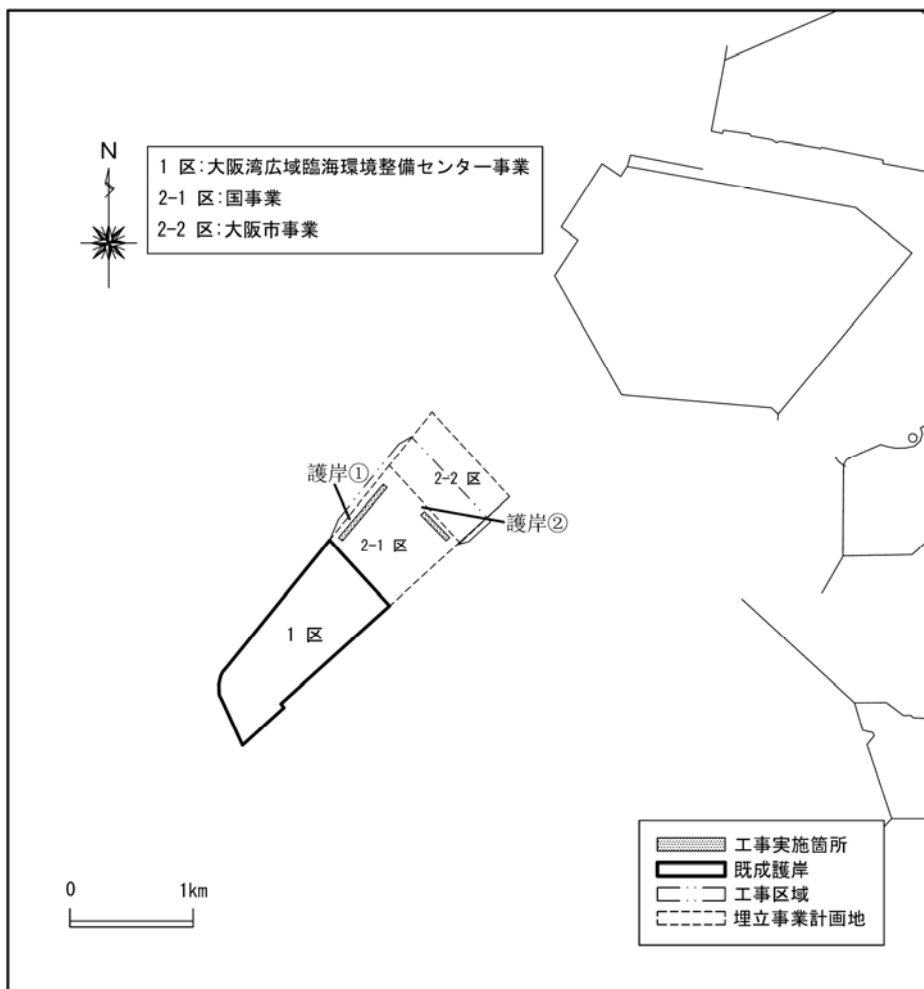 N
1 区:大阪湾広域臨海環境整備センター事業
2-1 区:国事業
2-2 区:大阪市事業
護岸①
2-2 区
護岸②
2-1 区
1 区
0 1km
工事実施箇所
既成護岸
工事区域
埋立事業計画地